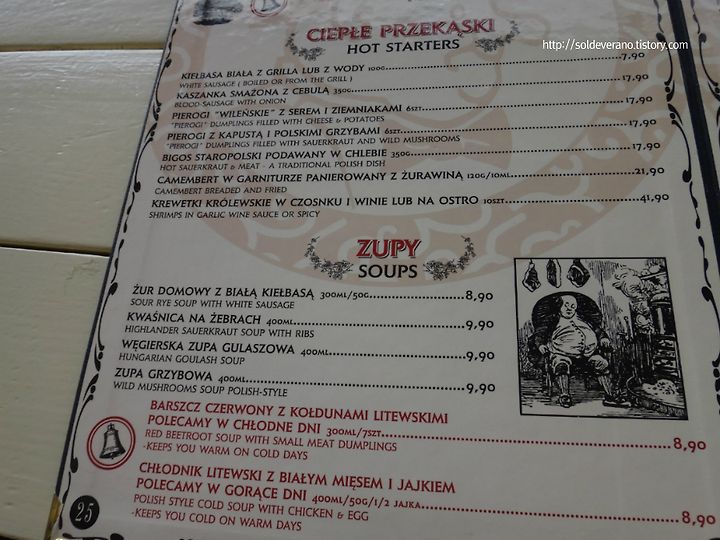 http://soldeverano.tistory.com
CIEPŁE PRZEKĄSKI
HOT STARTERS
KIEŁBASA BIAŁA Z GRILLA LUB Z WODY 100G 7,90
WHITE SAUSAGE ( BOILED OR FROM THE GRILL )
KASZANKA SMAŻONA Z CEBULĄ 350G 17,90
BLOOD-SAUSAGE WITH ONION
PIEROGI "WILEŃSKIE" Z SEREM I ZIEMNIAKAMI 6SZT 17,90
"PIEROGI" DUMPLINGS FILLED WITH CHEESE & POTATOES
PIEROGI Z KAPUSTĄ I POLSKIMI GRZYBAMI 6SZT 17,90
"PIEROGI" DUMPLINGS FILLED WITH SAUERKRAUT AND WILD MUSHROOMS
BIGOS STAROPOLSKI PODAWANY W CHLEBIE 350G 17,90
HOT SAUERKRAUT & MEAT - A TRADITIONAL POLISH DISH
CAMEMBERT W GARNITURZE PANIEROWANY Z ŻURAWINĄ 120G/10ML 21,90
CAMEMBERT BREADED AND FRIED
KREWETKI KRÓLEWSKIE W CZOSNKU I WINIE LUB NA OSTRO 10SZT 41,90
SHRIMPS IN GARLIC WINE SAUCE OR SPICY
ZUPY
SOUPS
ŻUR DOMOWY Z BIAŁĄ KIEŁBASĄ 300ML/50G 8,90
SOUR RYE SOUP WITH WHITE SAUSAGE
KWAŚNICA NA ŻEBRACH 400ML 9,90
HIGHLANDER SAUERKRAUT SOUP WITH RIBS
WĘGIERSKA ZUPA GULASZOWA 400ML 9,90
HUNGARIAN GOULASH SOUP
ZUPA GRZYBOWA 400ML 9,90
WILD MUSHROOMS SOUP POLISH-STYLE
BARSZCZ CZERWONY Z KOŁDUNAMI LITEWSKIMI
POLECAMY W CHŁODNE DNI 300ML/7SZT 8,90
RED BEETROOT SOUP WITH SMALL MEAT DUMPLINGS
-KEEPS YOU WARM ON COLD DAYS
CHŁODNIK LITEWSKI Z BIAŁYM MIĘSEM I JAJKIEM
POLECAMY W GORĄCE DNI 400ML/50G/1/2 JAJKA 8,90
POLISH STYLE COLD SOUP WITH CHICKEN & EGG
-KEEPS YOU COLD ON WARM DAYS
25